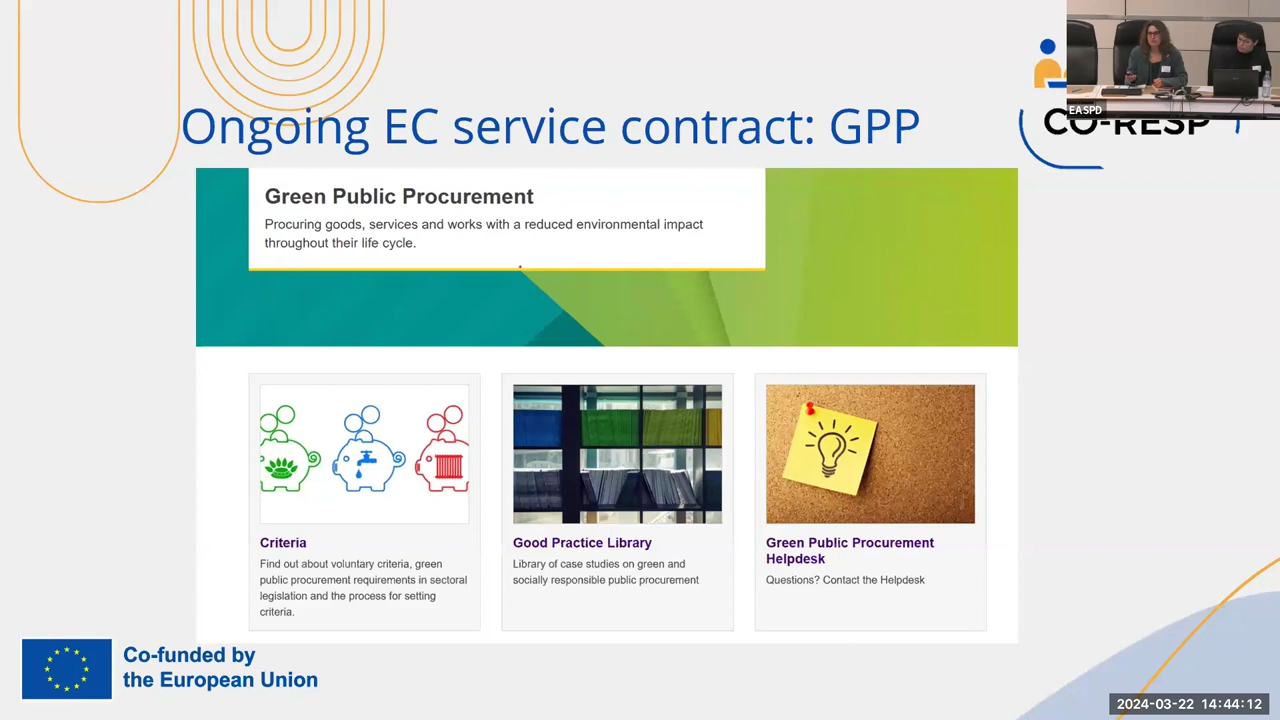 Ongoing EC service contract: GPP
EASPD
CO-RESP
Green Public Procurement
Procuring goods, services and works with a reduced environmental impact
throughout their life cycle.
Criteria
Find out about voluntary criteria, green
public procurement requirements in sectoral
legislation and the process for setting
criteria.
Good Practice Library
Library of case studies on green and
socially responsible public procurement
Green Public Procurement
Helpdesk
Questions? Contact the Helpdesk
Co-funded by
the European Union
2024-03-22 14:44:12